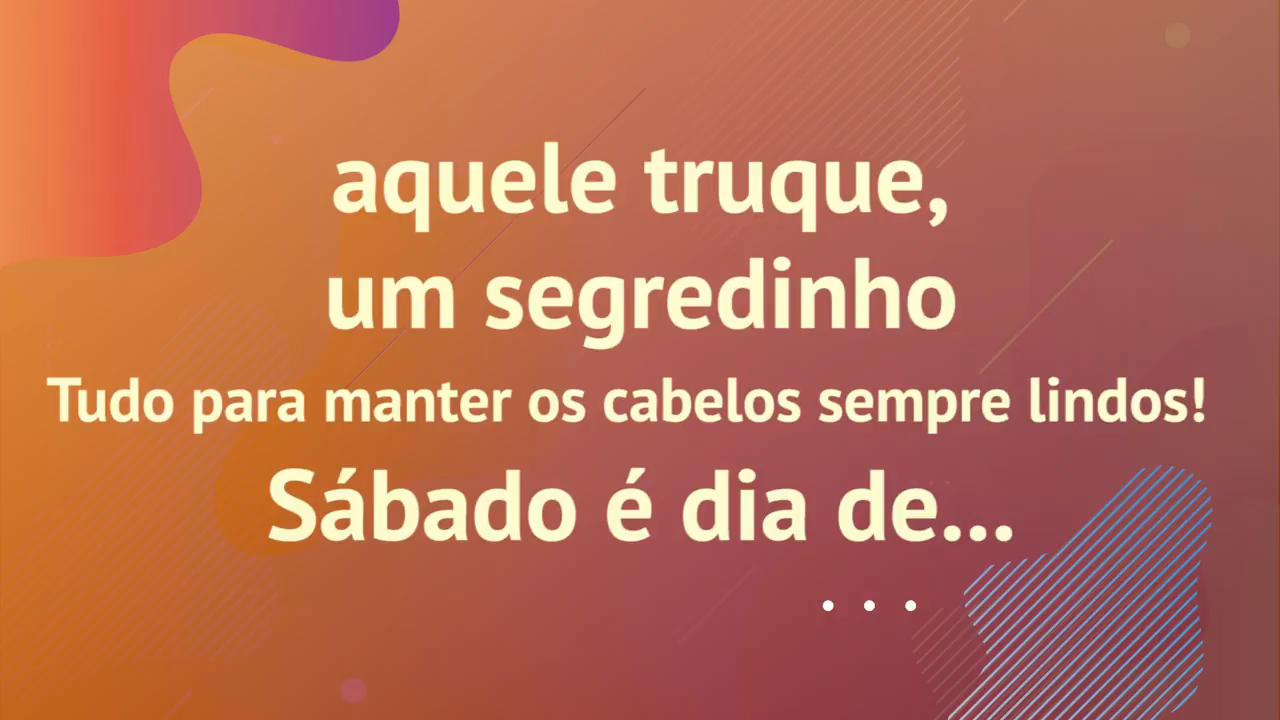 aquele truque,
um segredinho
Tudo para manter os cabelos sempre lindos!
Sábado é dia de...
...